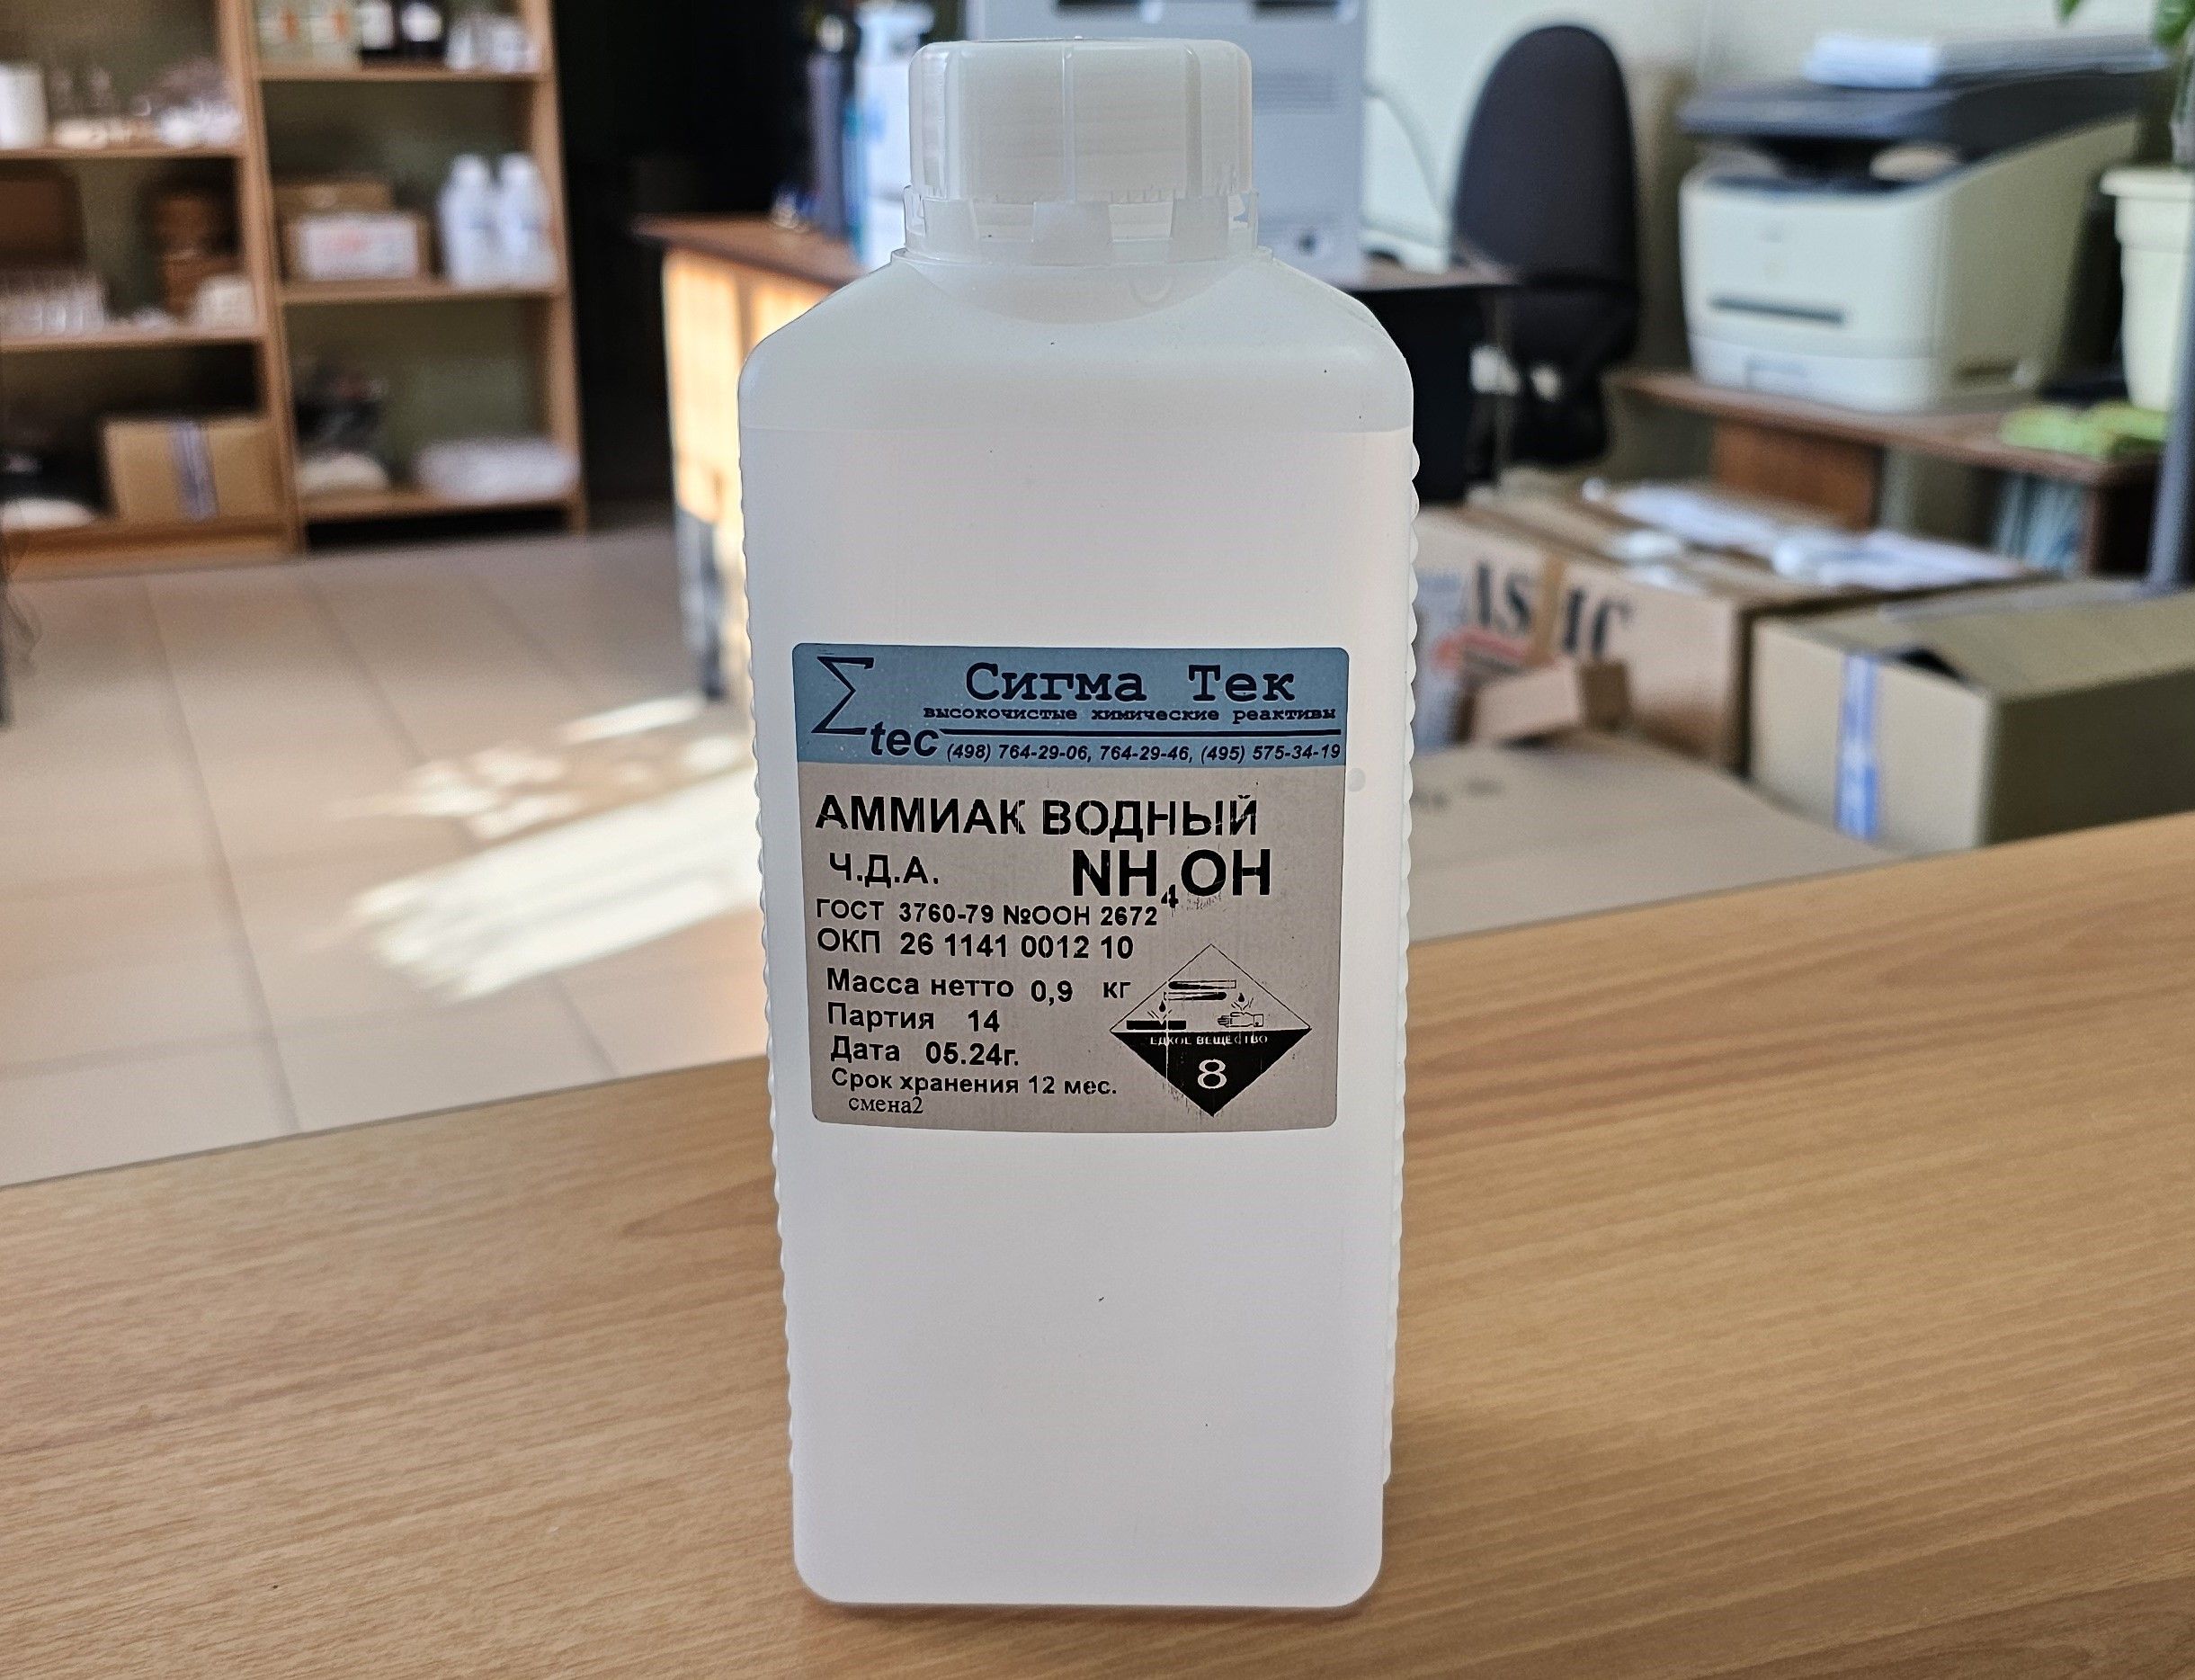 Сигма Тек
высокочистые химические реактивы
Σtec (498) 764-29-06, 764-29-46, (495) 575-34-19
АММИАК ВОДНЫЙ
Ч.Д.А. NH₄OH
ГОСТ 3760-79 №ООН 2672
ОКП 26 1141 0012 10
Масса нетто 0,9 кг
Партия 14
Дата 05.24г.
ЕДКОЕ ВЕЩЕСТВО
8
Срок хранения 12 мес.
смена2